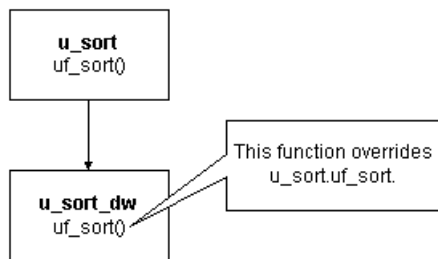 u_sort
uf_sort()
This function overrides
u_sort.uf_sort.
u_sort_dw
uf_sort()